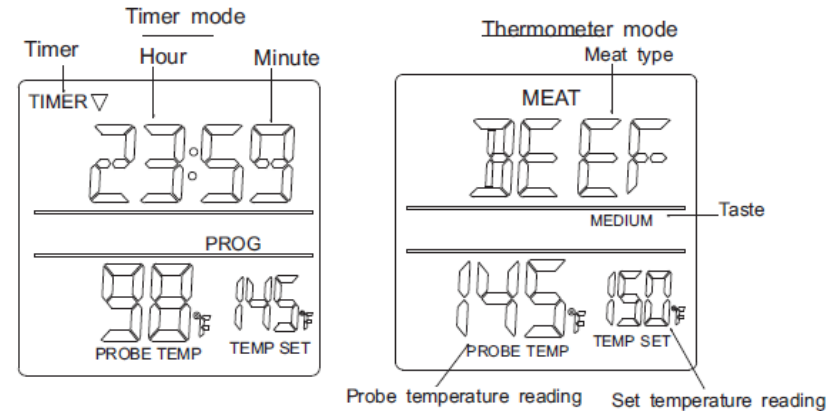 Timer mode
Timer Hour Minute
TIMER▽
23:59
PROG
98°F 145°F
PROBE TEMP TEMP SET
Thermometer mode
Meat type
MEAT
BEEF
MEDIUM Taste
145°F 150°F
PROBE TEMP TEMP SET
Probe temperature reading Set temperature reading